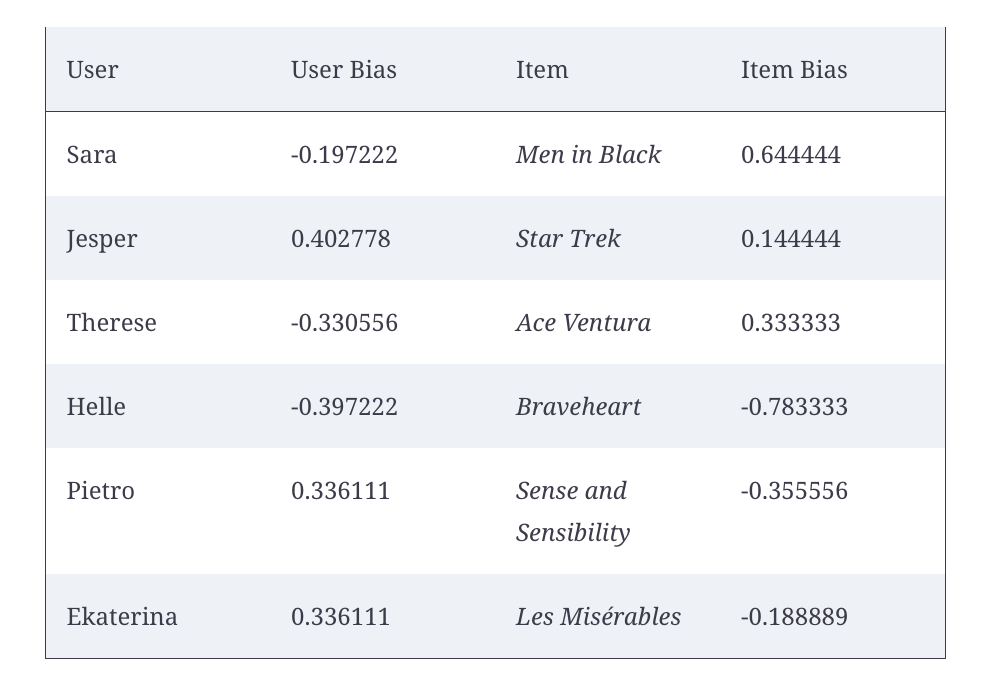 User User Bias Item Item Bias
Sara -0.197222 Men in Black 0.644444
Jesper 0.402778 Star Trek 0.144444
Therese -0.330556 Ace Ventura 0.333333
Helle -0.397222 Braveheart -0.783333
Pietro 0.336111 Sense and -0.355556
Sensibility
Ekaterina 0.336111 Les Misérables -0.188889